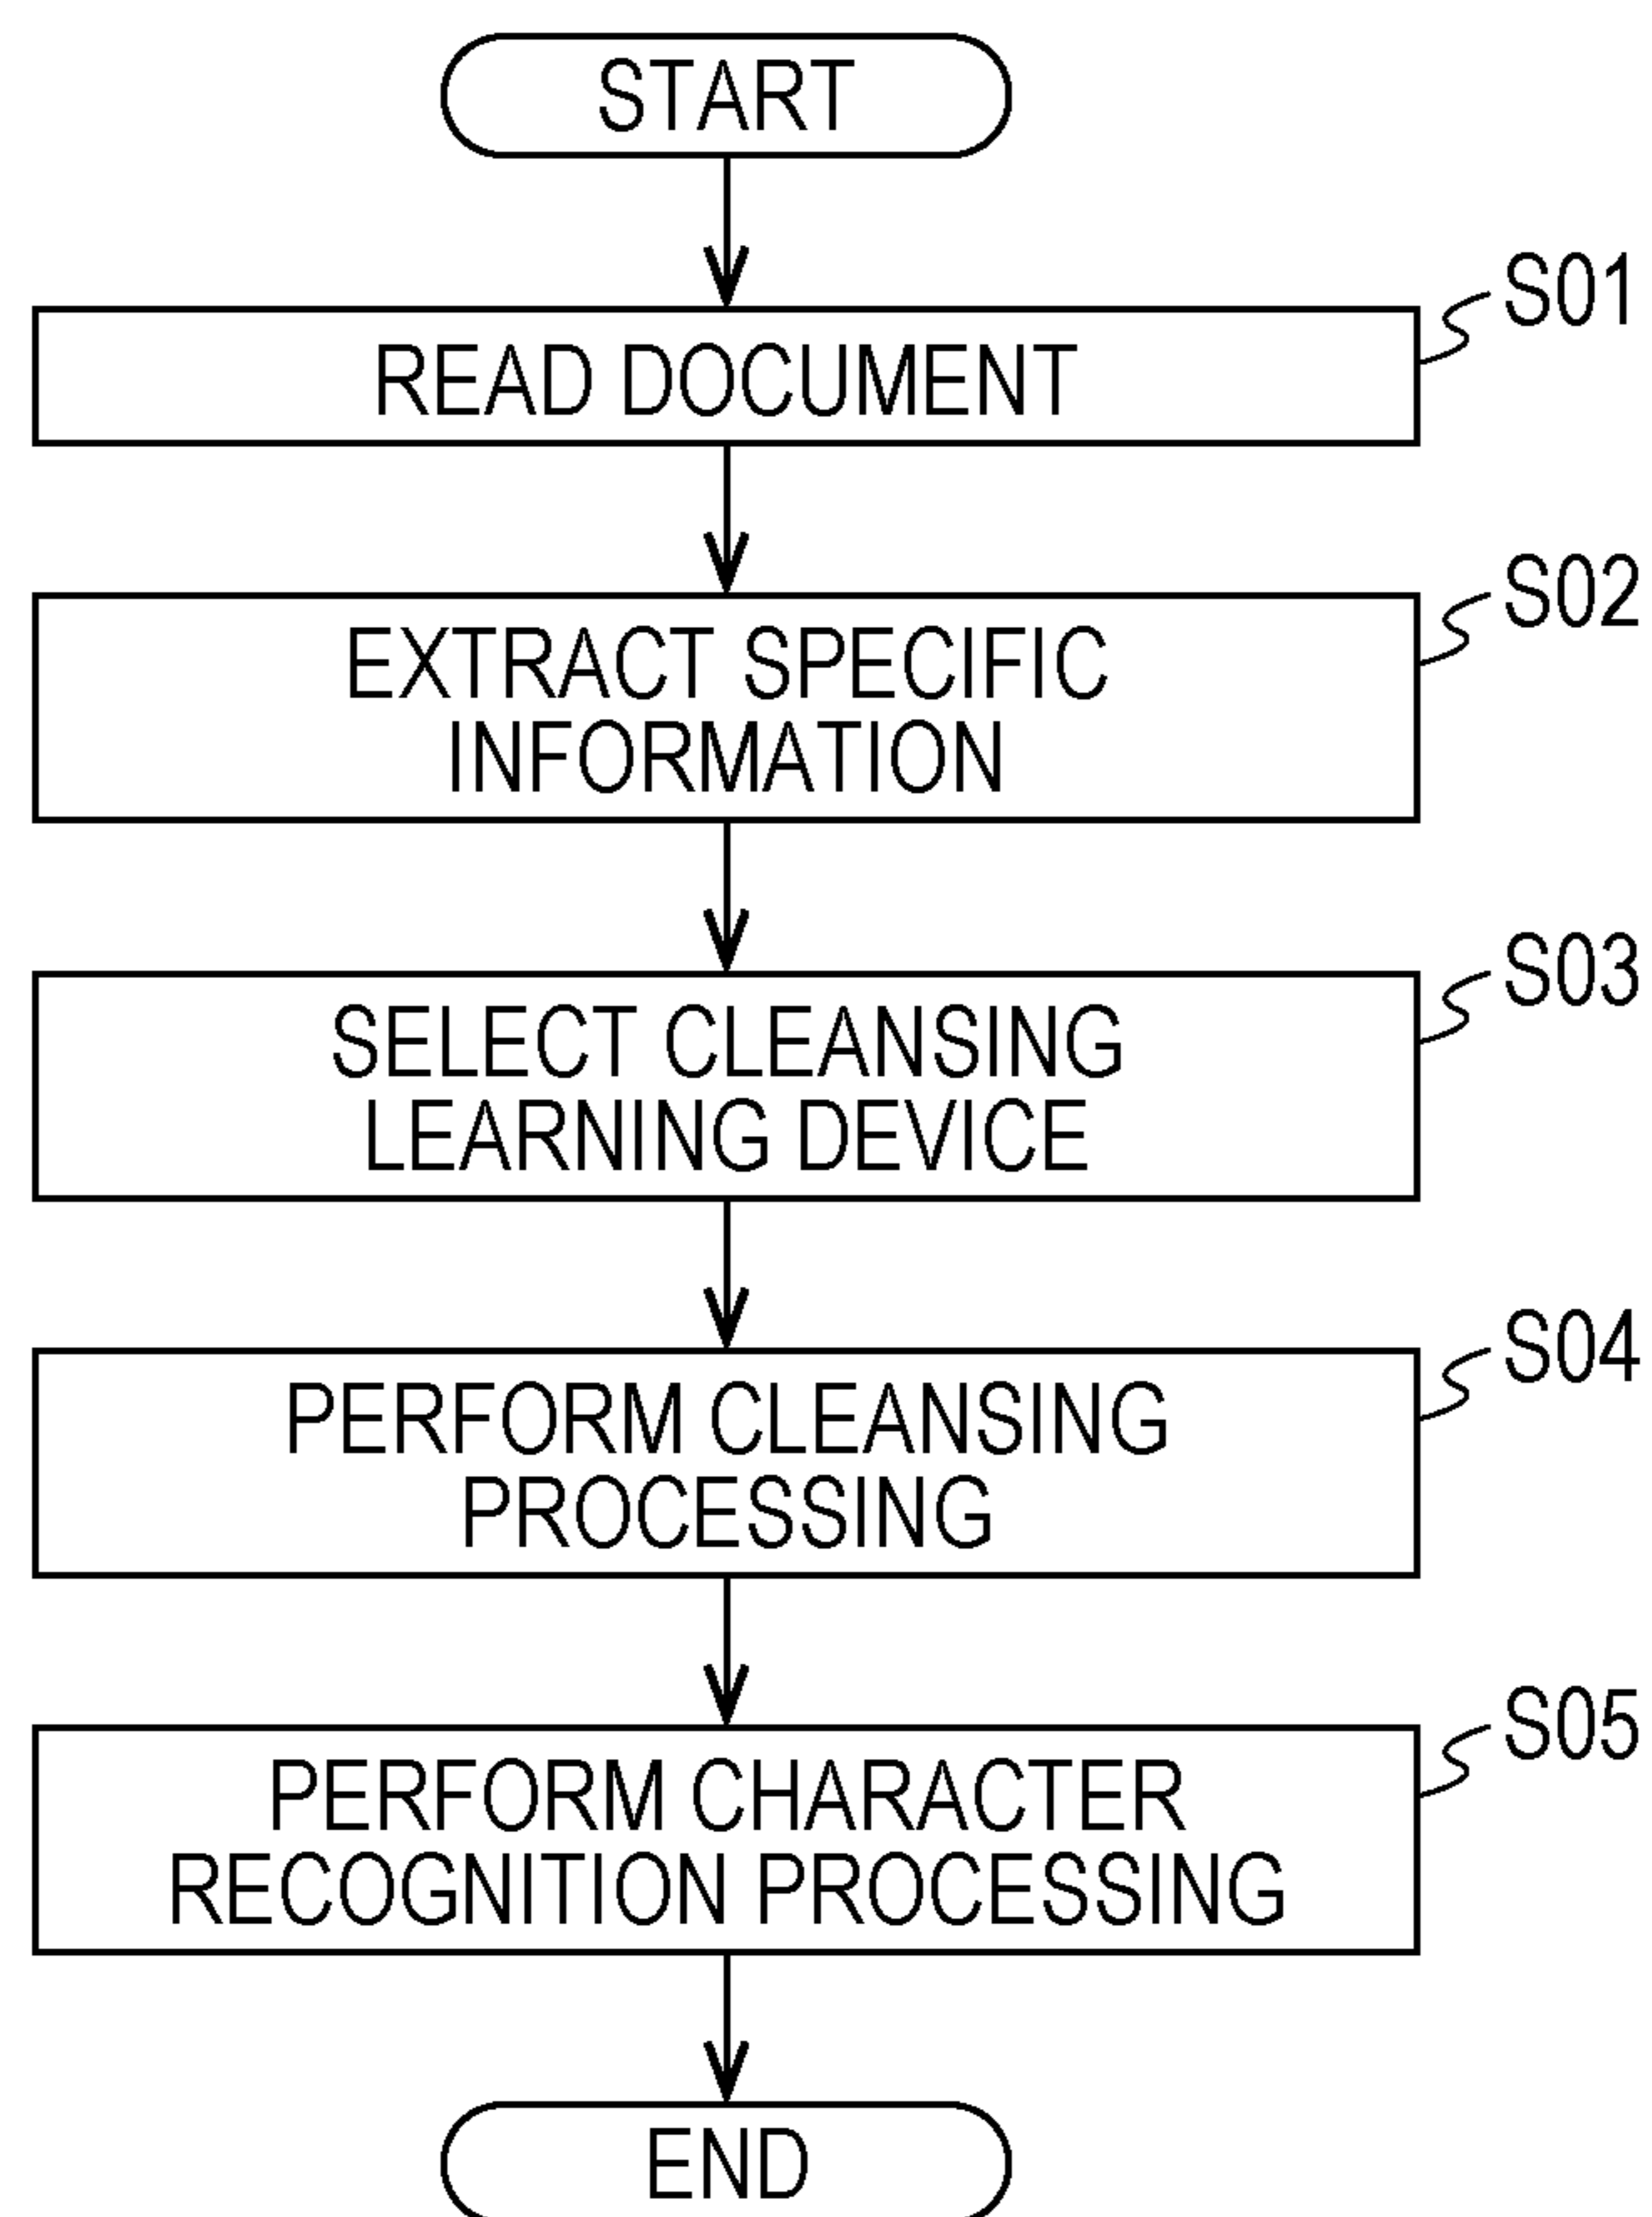 START
S01
READ DOCUMENT
S02
EXTRACT SPECIFIC
INFORMATION
S03
SELECT CLEANSING
LEARNING DEVICE
S04
PERFORM CLEANSING
PROCESSING
S05
PERFORM CHARACTER
RECOGNITION PROCESSING
END